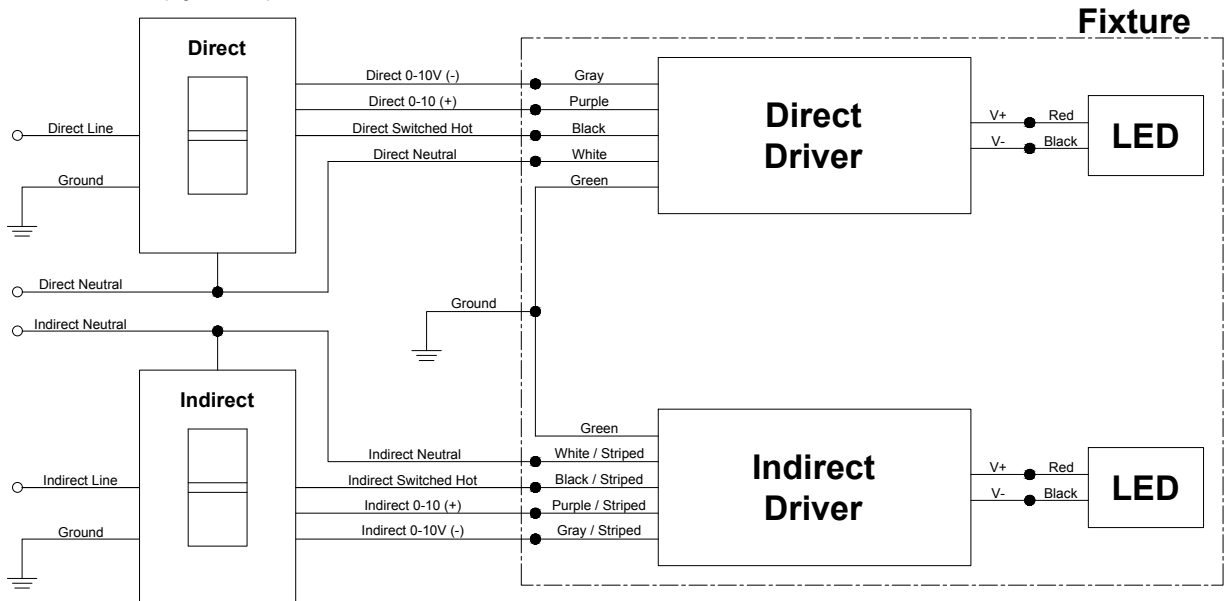 Fixture
Direct
Direct 0-10V (-)
Gray
Direct 0-10 (+)
Purple
Direct Line
Direct Switched Hot
Black
Direct Neutral
White
Ground
Green
Direct
Driver
V+
Red
V-
Black
LED
Direct Neutral
Ground
Indirect Neutral
Indirect
Green
Indirect Neutral
White / Striped
Indirect Line
Indirect Switched Hot
Black / Striped
Indirect 0-10 (+)
Purple / Striped
Ground
Indirect 0-10V (-)
Gray / Striped
Indirect
Driver
V+
Red
V-
Black
LED